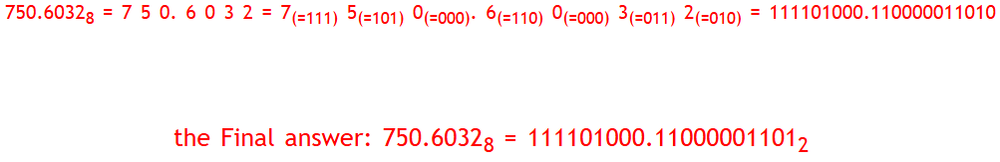 750.6032₈ = 7 5 0. 6 0 3 2 = 7₍₌₁₁₁₎ 5₍₌₁₀₁₎ 0₍₌₀₀₀₎. 6₍₌₁₁₀₎ 0₍₌₀₀₀₎ 3₍₌₀₁₁₎ 2₍₌₀₁₀₎ = 111101000.110000011010
the Final answer: 750.6032₈ = 111101000.11000001101₂